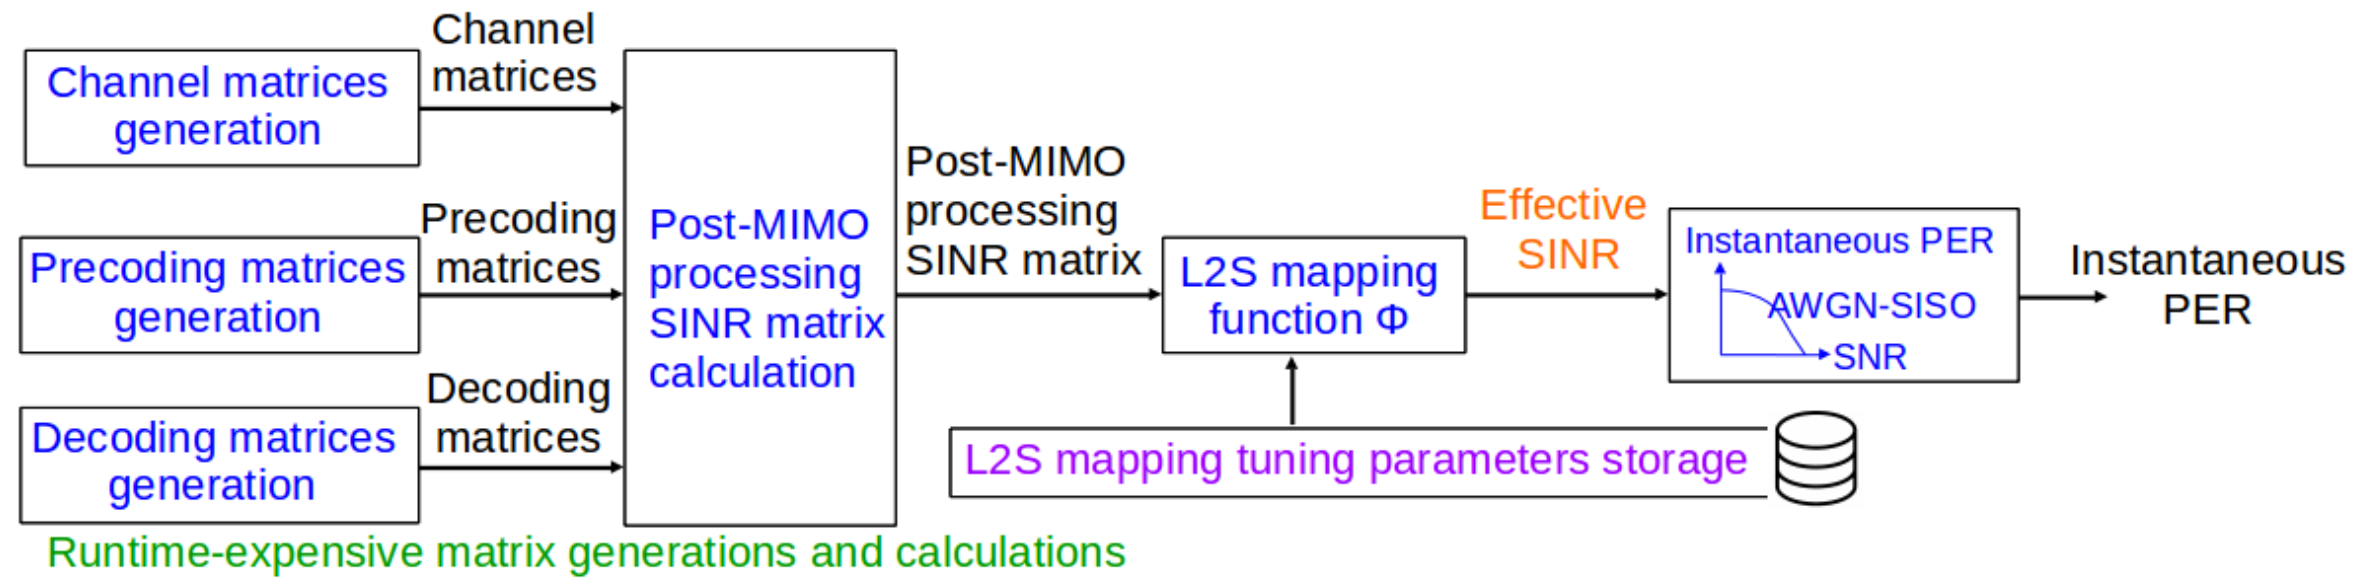 Channel matrices
generation
Channel
matrices
Precoding matrices
generation
Precoding
matrices
Decoding matrices
generation
Decoding
matrices
Post-MIMO
processing
SINR matrix
calculation
Post-MIMO
processing
SINR matrix
L2S mapping
function Φ
L2S mapping tuning parameters storage
Effective
SINR
Instantaneous PER
AWGN-SISO
SNR
Instantaneous
PER
Runtime-expensive matrix generations and calculations